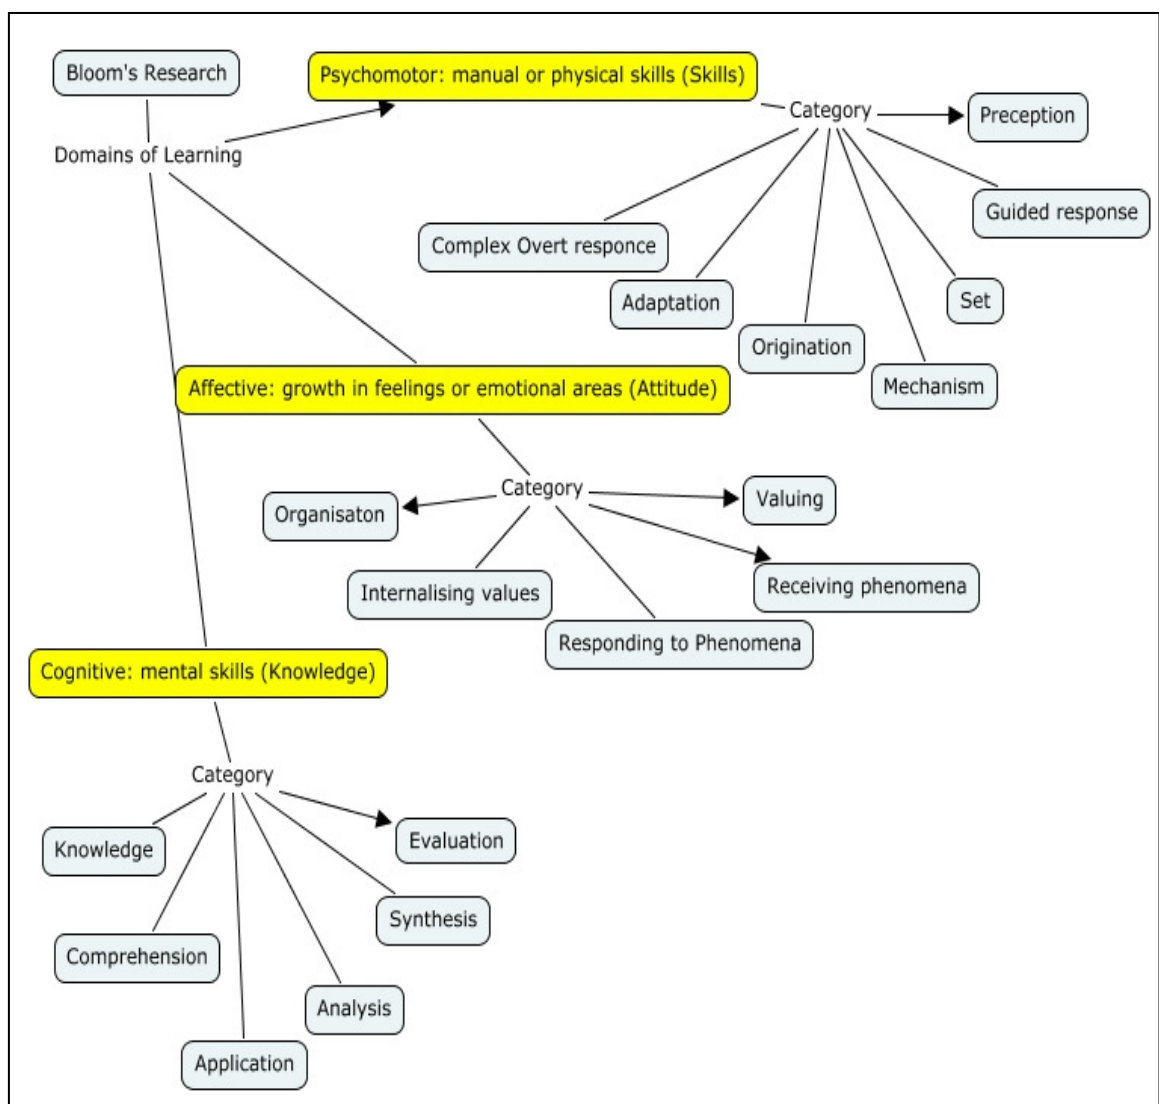 Bloom's Research
Psychomotor: manual or physical skills (Skills)
Category
Preception
Domains of Learning
Guided response
Complex Overt responce
Adaptation
Set
Origination
Mechanism
Affective: growth in feelings or emotional areas (Attitude)
Category
Valuing
Organisaton
Receiving phenomena
Internalising values
Responding to Phenomena
Cognitive: mental skills (Knowledge)
Category
Evaluation
Knowledge
Synthesis
Comprehension
Analysis
Application